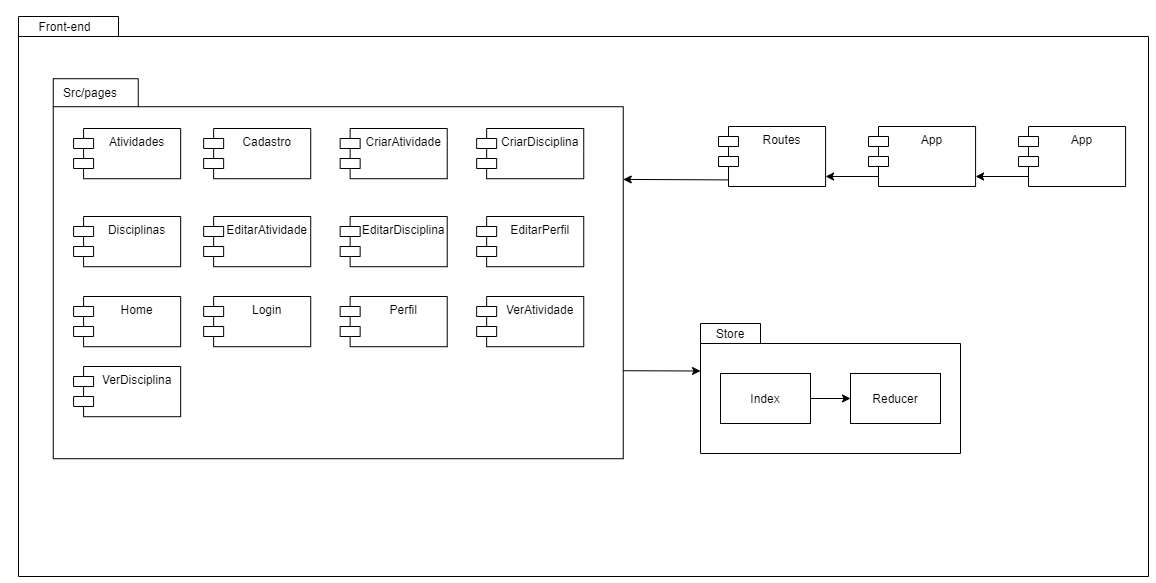 Front-end
Src/pages
Atividades
Cadastro
CriarAtividade
CriarDisciplina
Routes
App
App
Disciplinas
EditarAtividade
EditarDisciplina
EditarPerfil
Home
Login
Perfil
VerAtividade
Store
VerDisciplina
Index
Reducer